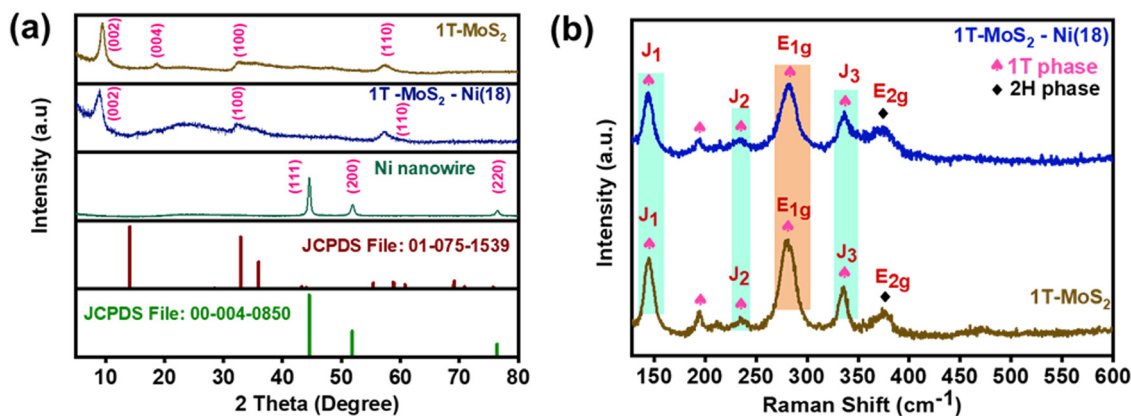 (a)
Intensity (a.u)
(002)
(004)
(100)
(110)
1T-MoS2
(002)
(100)
(110)
1T -MoS2 - Ni(18)
(111)
(200)
(220)
Ni nanowire
JCPDS File: 01-075-1539
JCPDS File: 00-004-0850
10 20 30 40 50 60 70 80
2 Theta (Degree)
(b)
Intensity (a.u.)
1T-MoS2 - Ni(18)
1T phase
2H phase
J1
J2
E1g
J3
E2g
J1
J2
E1g
J3
E2g
1T-MoS2
150 200 250 300 350 400 450 500 550 600
Raman Shift (cm-1)